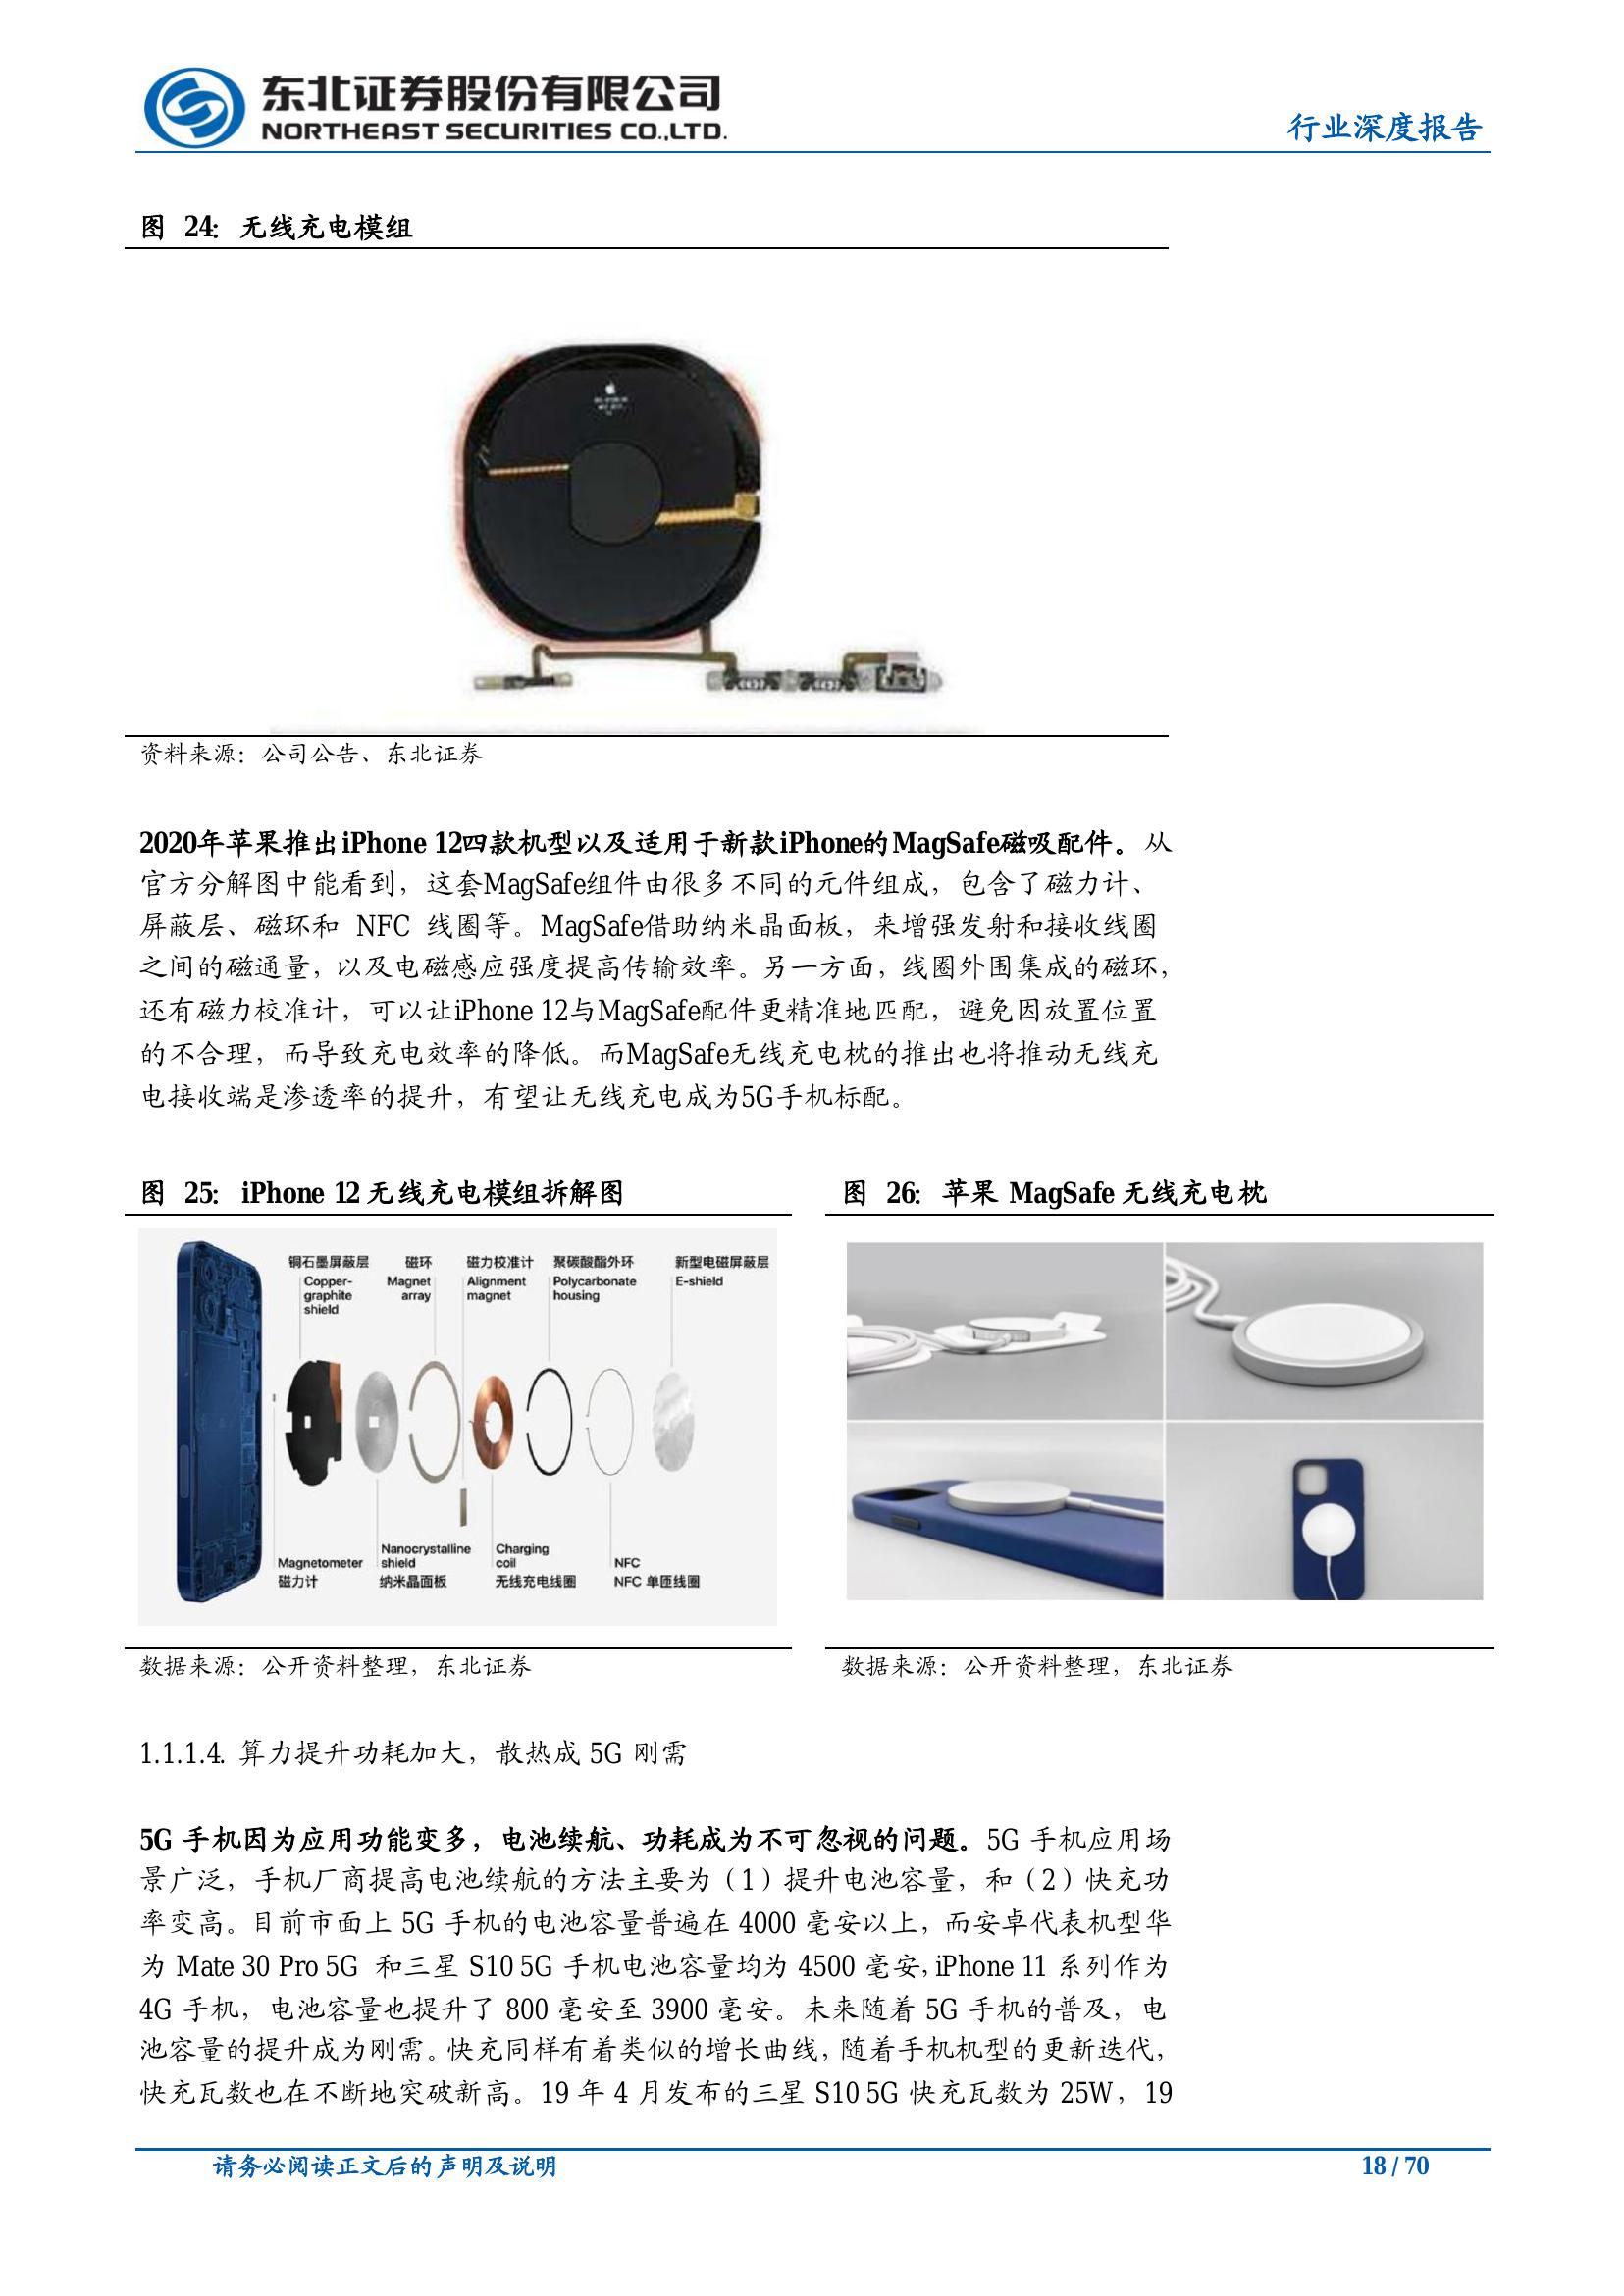 东北证券股份有限公司
NORTHEAST SECURITIES CO.,LTD.
行业深度报告
图 24：无线充电模组
资料来源：公司公告、东北证券
2020年苹果推出iPhone 12四款机型以及适用于新款iPhone的MagSafe磁吸配件。从
官方分解图中能看到，这套MagSafe组件由很多不同的元件组成，包含了磁力计、
屏蔽层、磁环和 NFC 线圈等。MagSafe借助纳米晶面板，来增强发射和接收线圈
之间的磁通量，以及电磁感应强度提高传输效率。另一方面，线圈外围集成的磁环，
还有磁力校准计，可以让iPhone 12与MagSafe配件更精准地匹配，避免因放置位置
的不合理，而导致充电效率的降低。而MagSafe无线充电枕的推出也将推动无线充
电接收端是渗透率的提升，有望让无线充电成为5G手机标配。
图 25：iPhone 12 无线充电模组拆解图
铜石墨屏蔽层 磁环 磁力校准计 聚碳酸酯外环 新型电磁屏蔽层
Copper-graphite shield Magnet array Alignment magnet Polycarbonate housing E-shield
Magnetometer Nanocrystalline shield Charging coil NFC
磁力计 纳米晶面板 无线充电线圈 NFC 单匝线圈
数据来源：公开资料整理，东北证券
图 26：苹果 MagSafe 无线充电枕
数据来源：公开资料整理，东北证券
1.1.1.4. 算力提升功耗加大，散热成 5G 刚需
5G 手机因为应用功能变多，电池续航、功耗成为不可忽视的问题。5G 手机应用场
景广泛，手机厂商提高电池续航的方法主要为（1）提升电池容量，和（2）快充功
率变高。目前市面上 5G 手机的电池容量普遍在 4000 毫安以上，而安卓代表机型华
为 Mate 30 Pro 5G 和三星 S10 5G 手机电池容量均为 4500 毫安，iPhone 11 系列作为
4G 手机，电池容量也提升了 800 毫安至 3900 毫安。未来随着 5G 手机的普及，电
池容量的提升成为刚需。快充同样有着类似的增长曲线，随着手机机型的更新迭代，
快充瓦数也在不断地突破新高。19 年 4 月发布的三星 S10 5G 快充瓦数为 25W，19
请务必阅读正文后的声明及说明
18 / 70